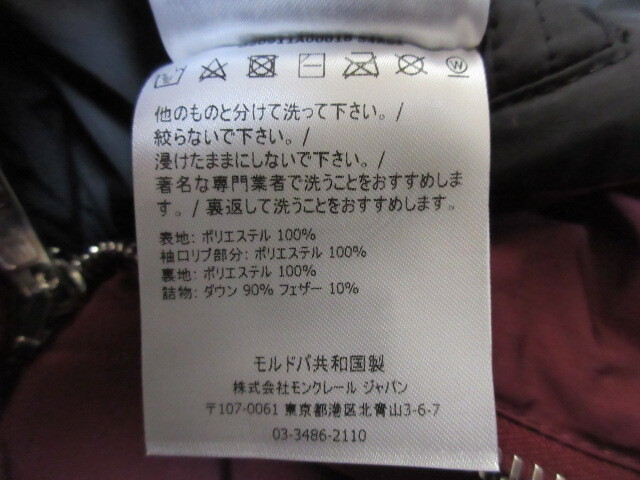 他のものと分けて洗って下さい。/
絞らないで下さい。/
浸けたままにしないで下さい。/
著名な専門業者で洗うことをおすすめしま
す。/ 裏返して洗うことをおすすめします。
表地: ポリエステル 100%
袖口リブ部分: ポリエステル 100%
裏地: ポリエステル 100%
詰物: ダウン 90% フェザー 10%
モルドバ共和国製
株式会社モンクレール ジャパン
〒107-0061 東京都港区北青山3-6-7
03-3486-2110